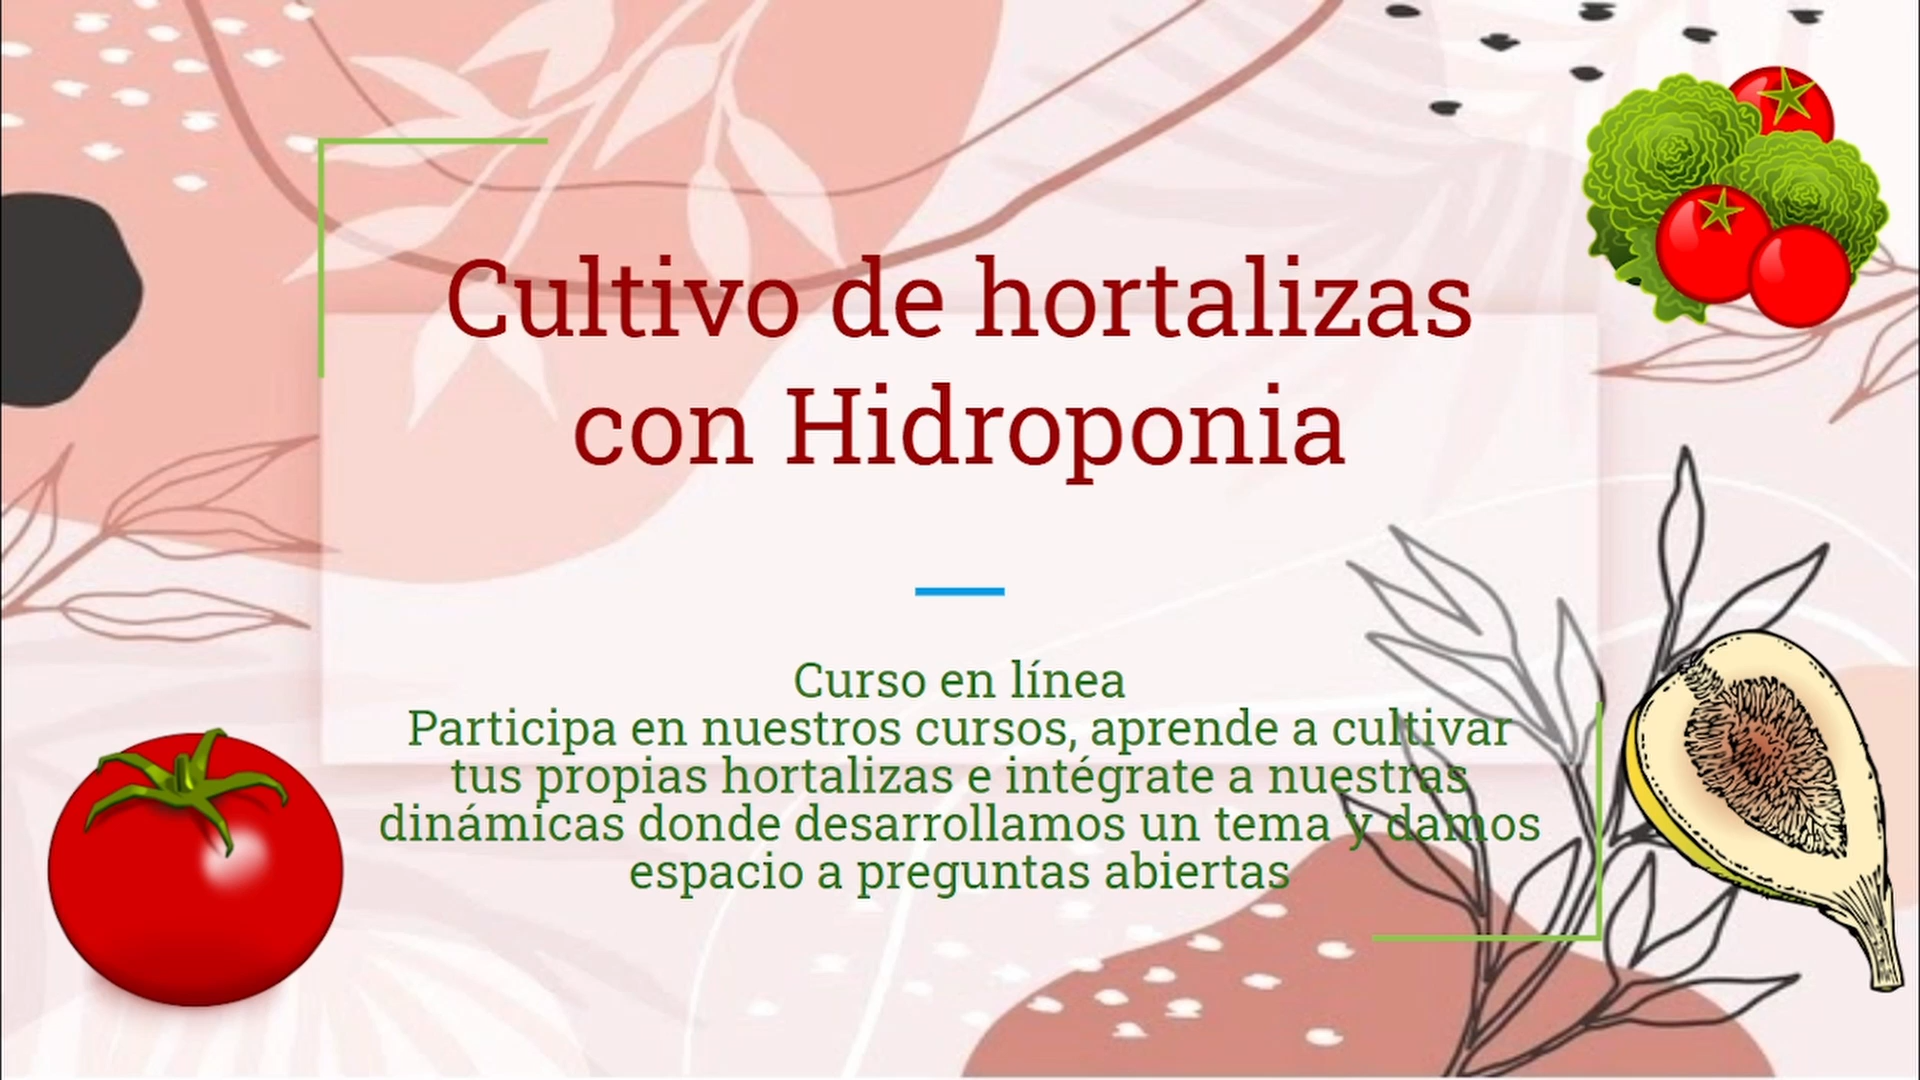 Cultivo de hortalizas
con Hidroponia
Curso en línea
Participa en nuestros cursos, aprende a cultivar
tus propias hortalizas e intégrate a nuestras
dinámicas donde desarrollamos un tema y damos
espacio a preguntas abiertas